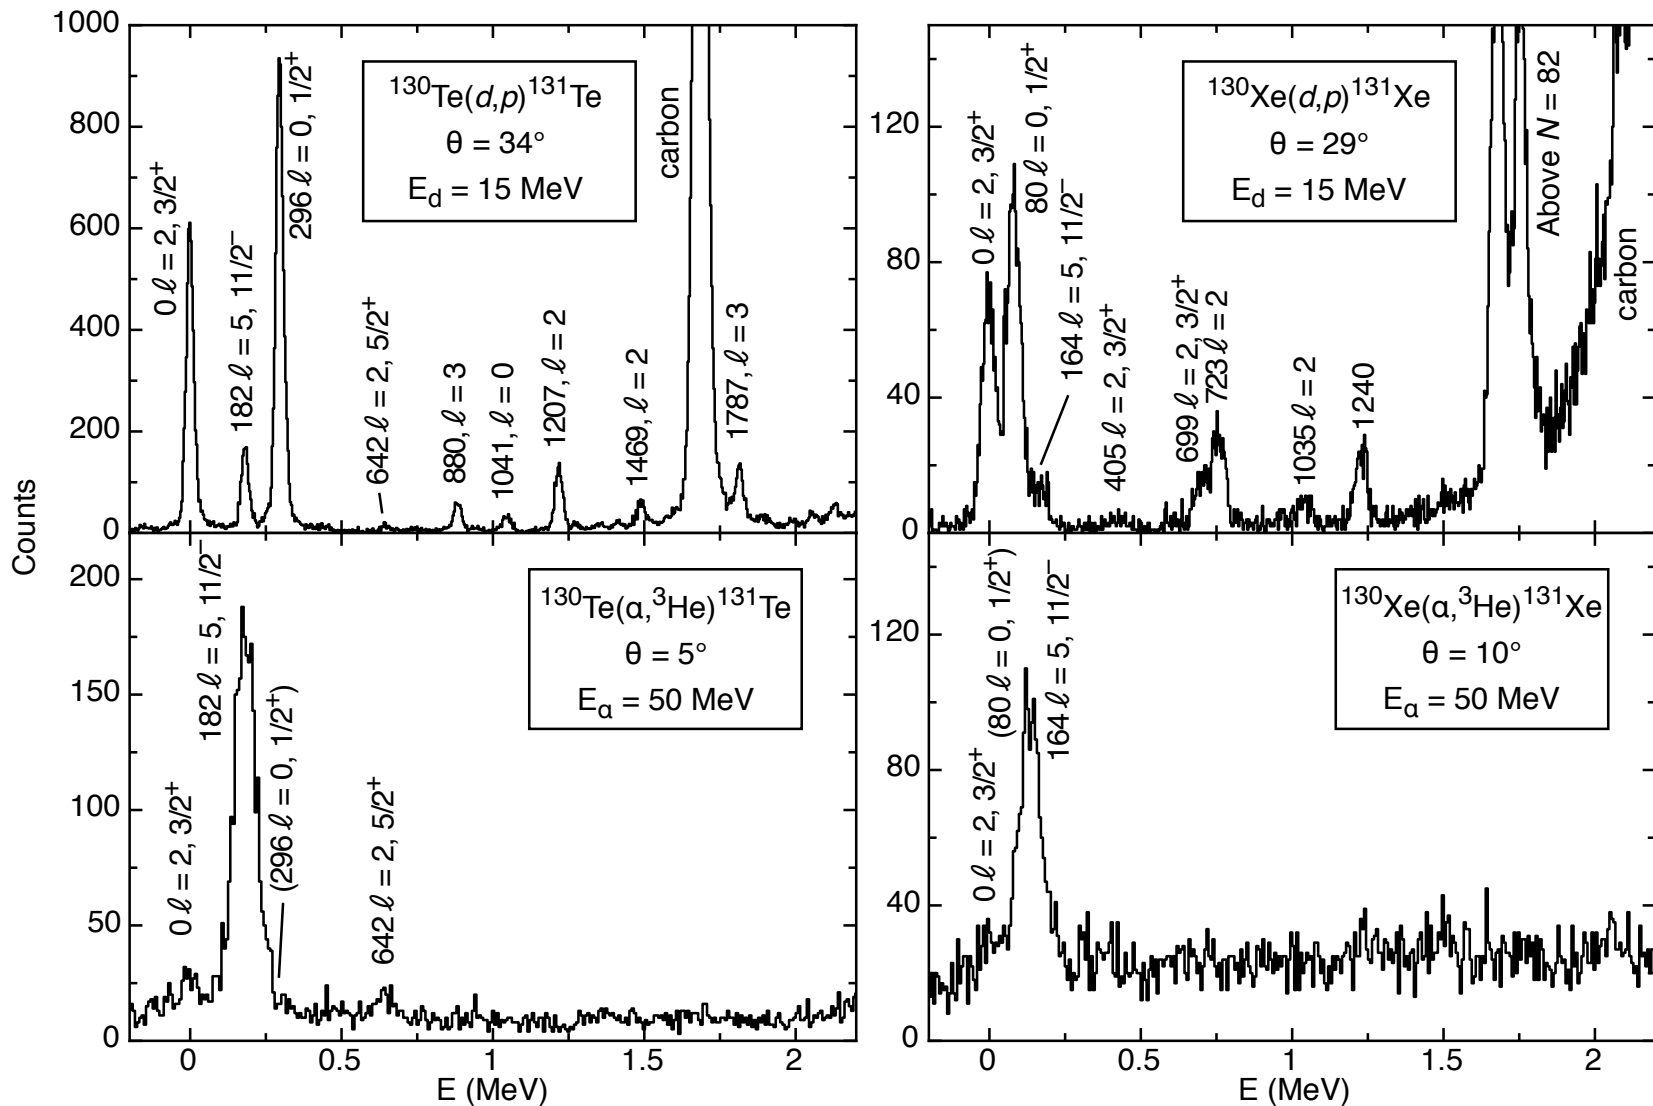 Counts
1000
800
600
400
200
0
0 ℓ = 2, 3/2⁺
182 ℓ = 5, 11/2⁻
296 ℓ = 0, 1/2⁺
642 ℓ = 2, 5/2⁺
880, ℓ = 3
1041, ℓ = 0
1207, ℓ = 2
1469, ℓ = 2
carbon
1787, ℓ = 3
¹³⁰Te(d,p)¹³¹Te
θ = 34°
E_d = 15 MeV
120
80
40
0
0 ℓ = 2, 3/2⁺
80 ℓ = 0, 1/2⁺
164 ℓ = 5, 11/2⁻
405 ℓ = 2, 3/2⁺
699 ℓ = 2, 3/2⁺
723 ℓ = 2
1035 ℓ = 2
1240
Above N = 82
carbon
¹³⁰Xe(d,p)¹³¹Xe
θ = 29°
E_d = 15 MeV
200
150
100
50
0
0 ℓ = 2, 3/2⁺
182 ℓ = 5, 11/2⁻
(296 ℓ = 0, 1/2⁺)
642 ℓ = 2, 5/2⁺
¹³⁰Te(α,³He)¹³¹Te
θ = 5°
E_α = 50 MeV
0
0.5
1
1.5
2
E (MeV)
120
80
40
0
0 ℓ = 2, 3/2⁺
(80 ℓ = 0, 1/2⁺)
164 ℓ = 5, 11/2⁻
¹³⁰Xe(α,³He)¹³¹Xe
θ = 10°
E_α = 50 MeV
0
0.5
1
1.5
2
E (MeV)